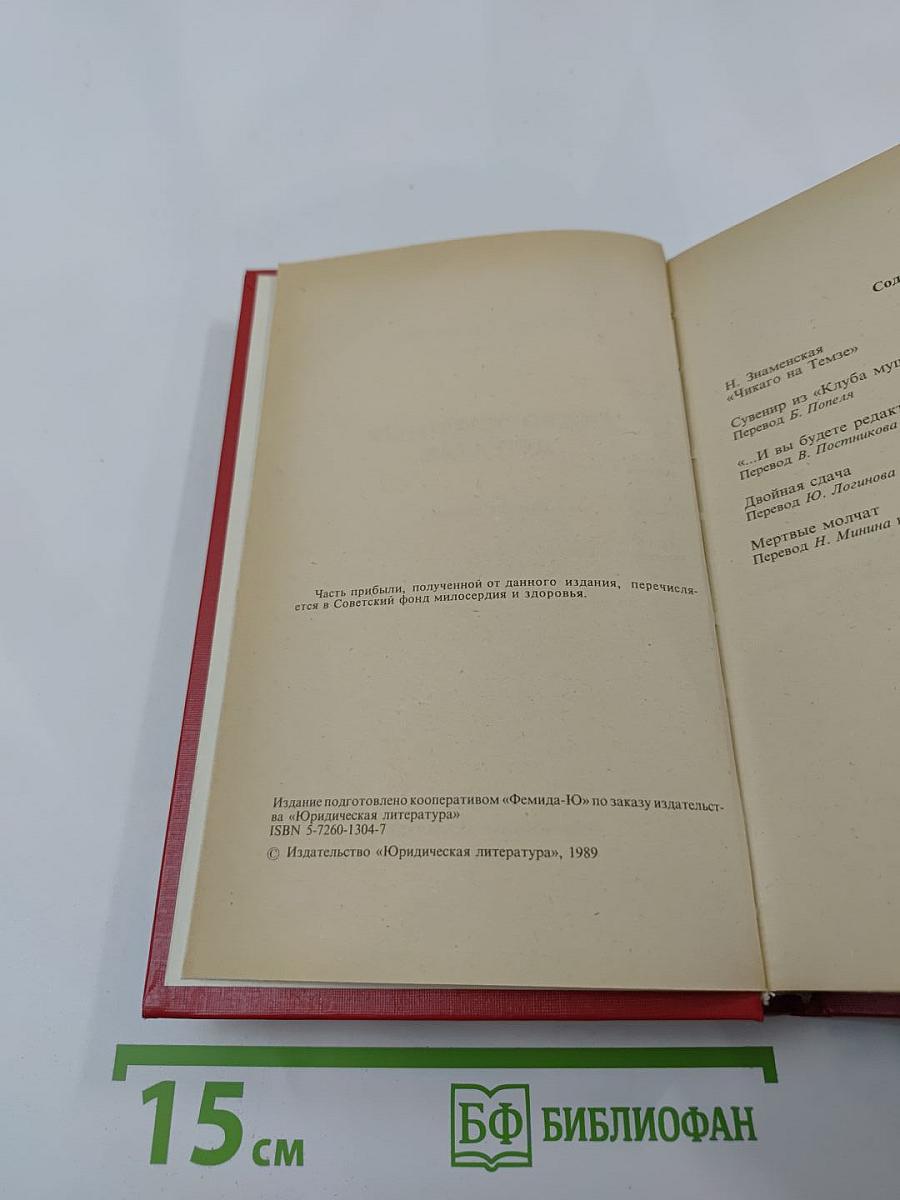 Часть прибыли, полученной от данного издания, перечисля-
ется в Советский фонд милосердия и здоровья.
Издание подготовлено кооперативом «Фемида-Ю» по заказу издательст-
ва «Юридическая литература»
ISBN 5-7260-1304-7
© Издательство «Юридическая литература», 1989
Н. Знаменская
«Чикаго на Темзе»
Сувенир из «Клуба
Перевод Б. Попеля
«...И вы будете
Перевод В. Постникова
Двойная сдача
Перевод Ю. Логинова
Мертвые молчат
Перевод Н. Минина
15 см
БФ БИБЛИОФАН